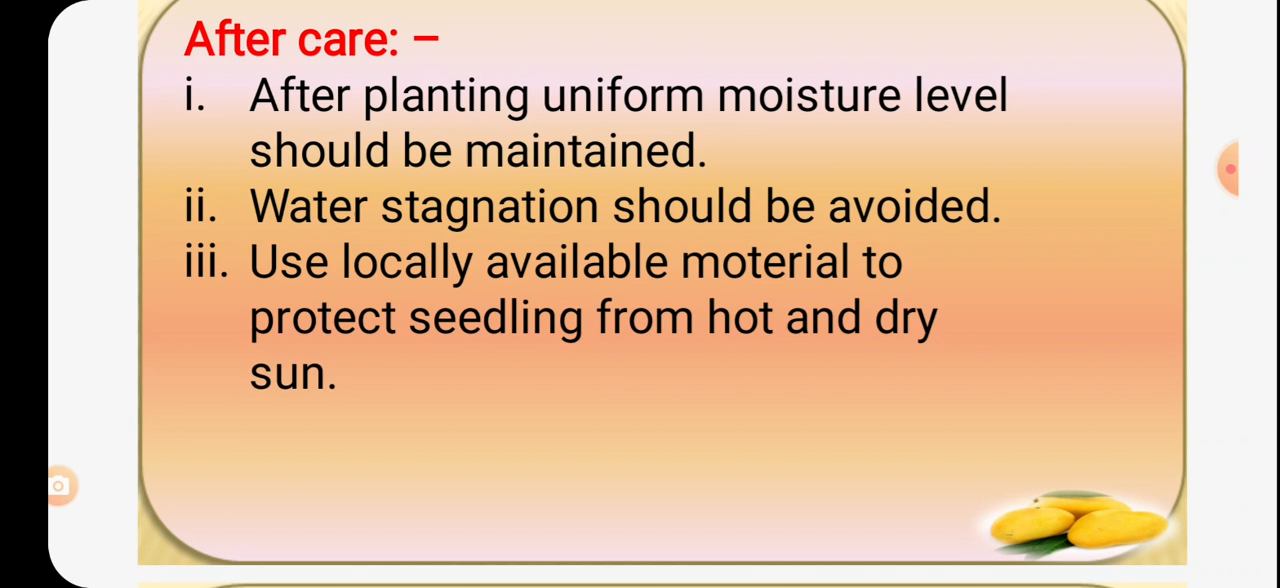 After care: –
i. After planting uniform moisture level
should be maintained.
ii. Water stagnation should be avoided.
iii. Use locally available moterial to
protect seedling from hot and dry
sun.